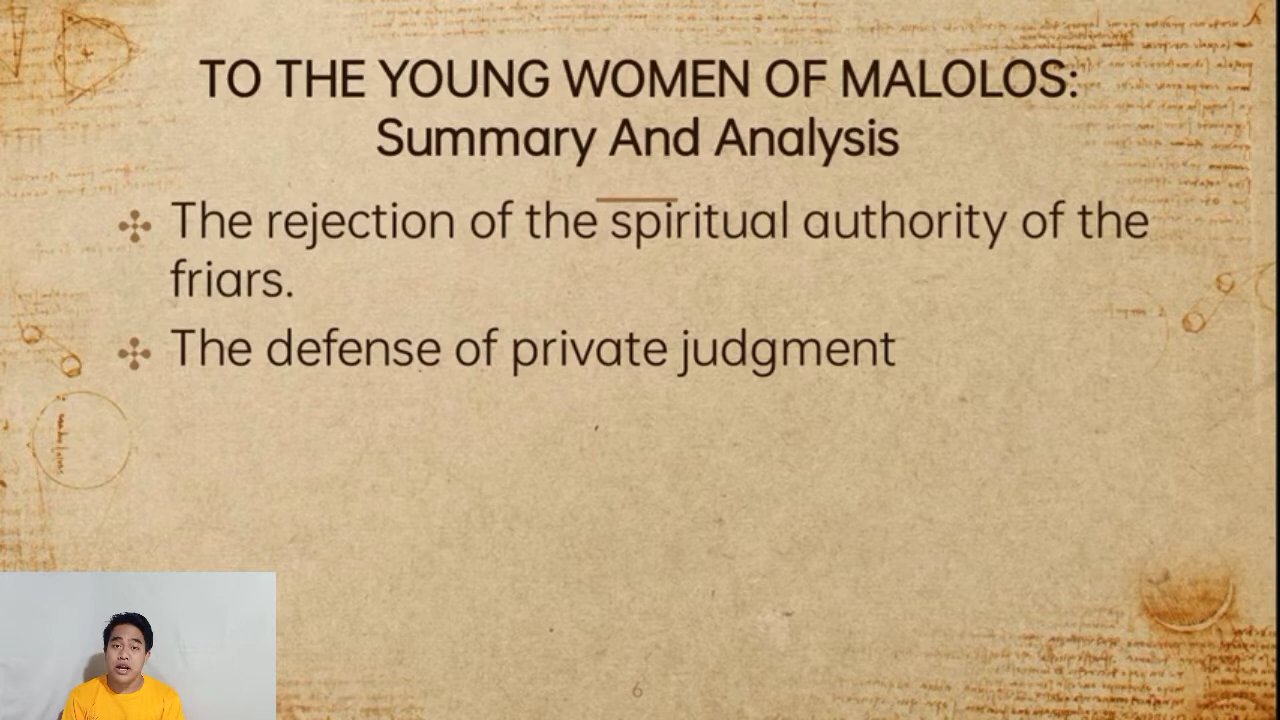 TO THE YOUNG WOMEN OF MALOLOS:
Summary And Analysis
The rejection of the spiritual authority of the
friars.
The defense of private judgment
6